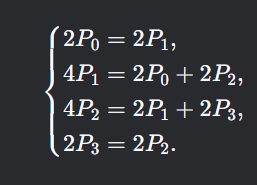 2P₀ = 2P₁,
4P₁ = 2P₀ + 2P₂,
4P₂ = 2P₁ + 2P₃,
2P₃ = 2P₂.